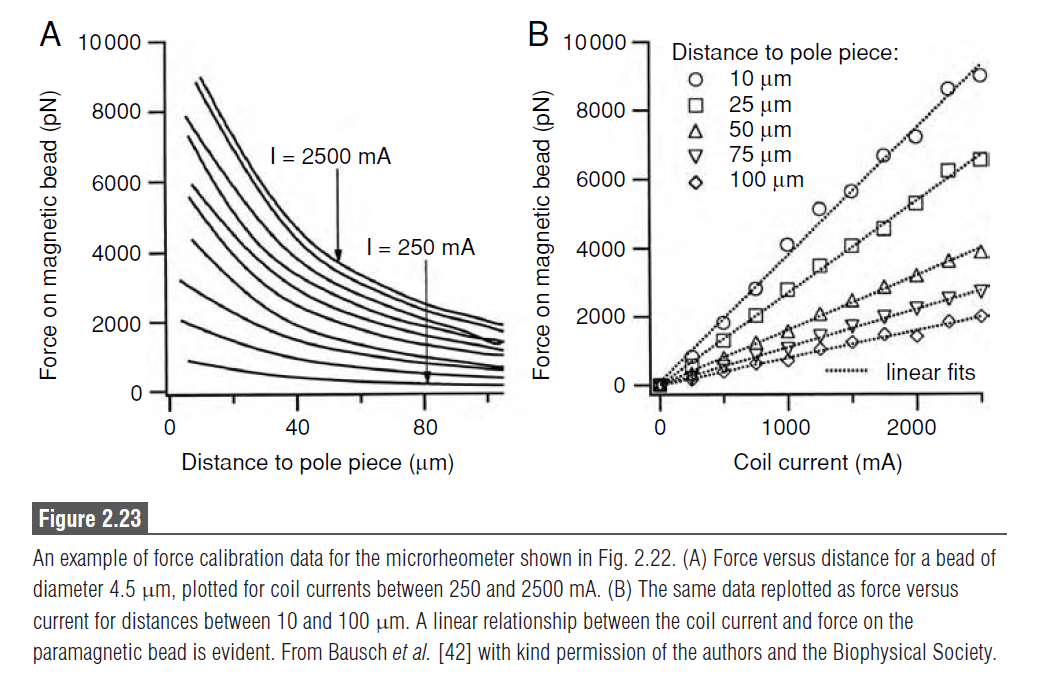 A
B
10000
8000
6000
4000
2000
0
Force on magnetic bead (pN)
I = 2500 mA
I = 250 mA
0
40
80
Distance to pole piece (μm)
10000
8000
6000
4000
2000
0
Force on magnetic bead (pN)
Distance to pole piece:
10 μm
25 μm
50 μm
75 μm
100 μm
linear fits
0
1000
2000
Coil current (mA)
Figure 2.23
An example of force calibration data for the microrheometer shown in Fig. 2.22. (A) Force versus distance for a bead of
diameter 4.5 μm, plotted for coil currents between 250 and 2500 mA. (B) The same data replotted as force versus
current for distances between 10 and 100 μm. A linear relationship between the coil current and force on the
paramagnetic bead is evident. From Bausch et al. [42] with kind permission of the authors and the Biophysical Society.